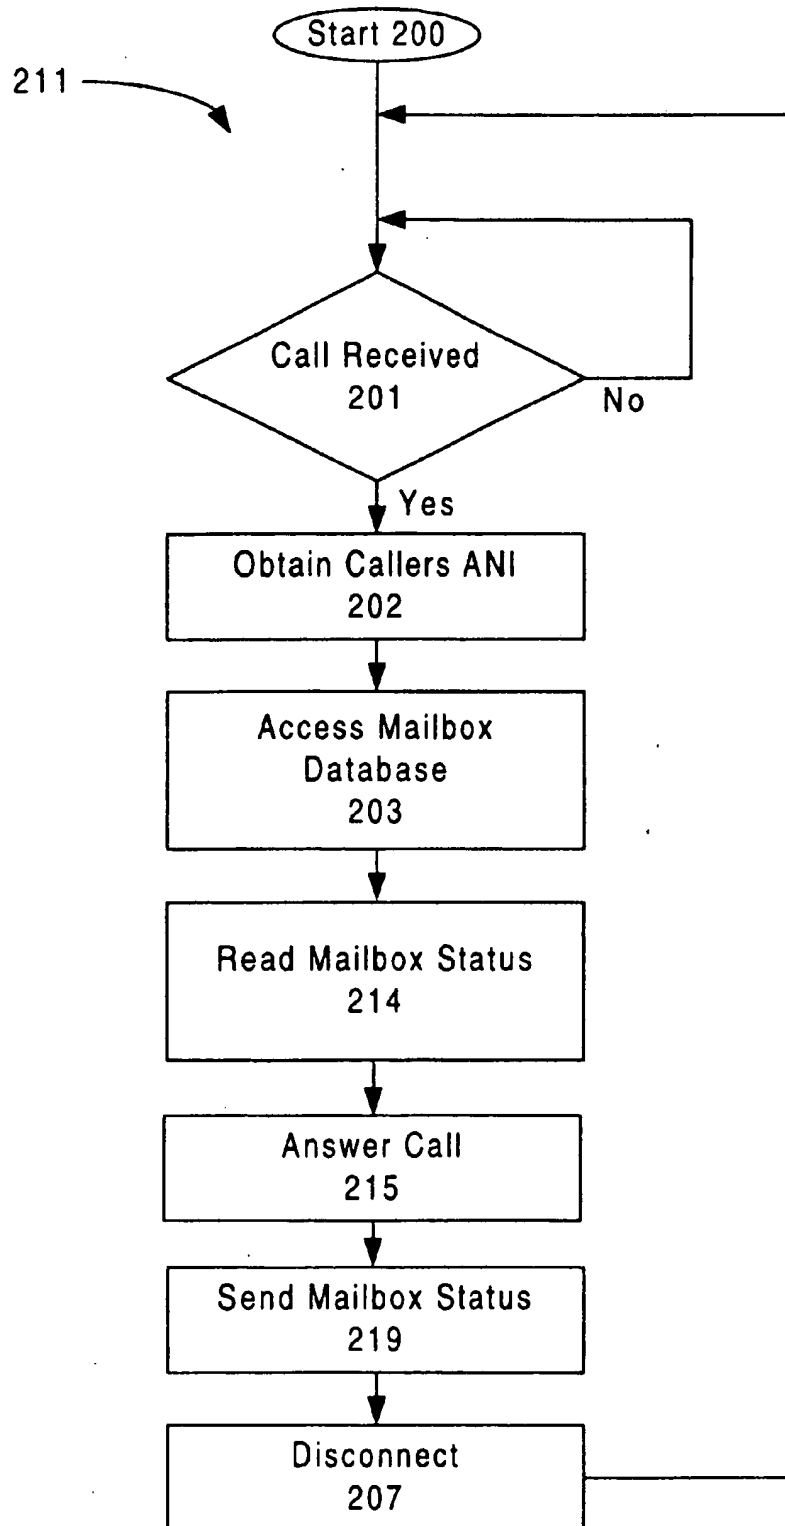 Start 200
211
Call Received
201
No
Yes
Obtain Callers ANI
202
Access Mailbox
Database
203
Read Mailbox Status
214
Answer Call
215
Send Mailbox Status
219
Disconnect
207